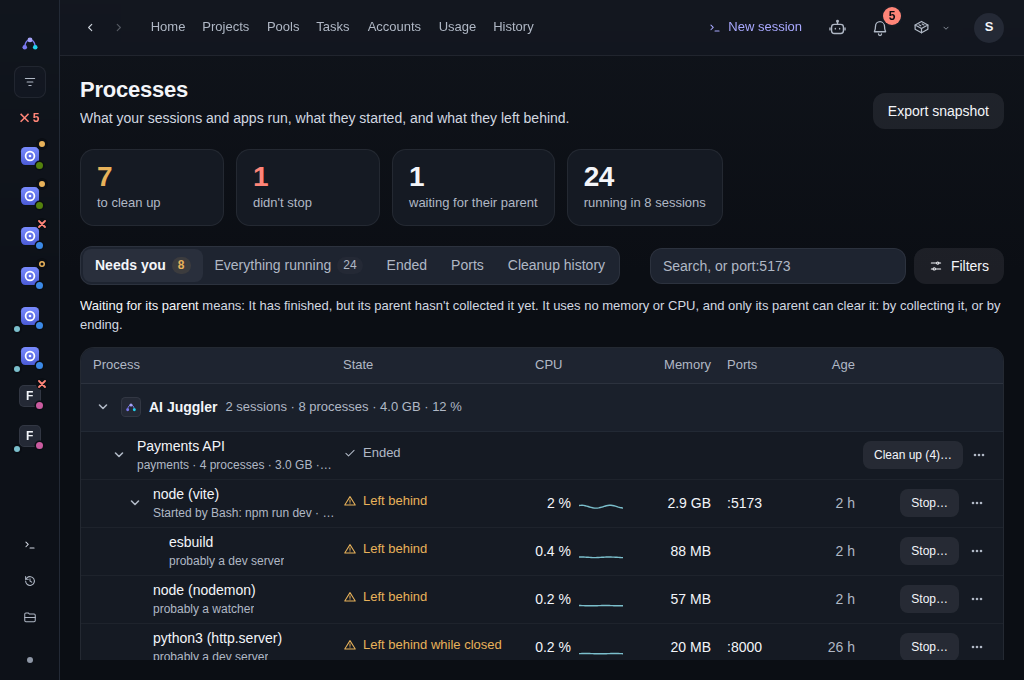 Home Projects Pools Tasks Accounts Usage History New session 5 S
5
Processes
What your sessions and apps run, what they started, and what they left behind.
Export snapshot
7
to clean up
1
didn't stop
1
waiting for their parent
24
running in 8 sessions
Needs you 8 Everything running 24 Ended Ports Cleanup history
Search, or port:5173
Filters
Waiting for its parent means: It has finished, but its parent hasn't collected it yet. It uses no memory or CPU, and only its parent can clear it: by collecting it, or by
ending.
Process State CPU Memory Ports Age
AI Juggler 2 sessions · 8 processes · 4.0 GB · 12 %
Payments API
payments · 4 processes · 3.0 GB ·…
Ended
Clean up (4)…
node (vite)
Started by Bash: npm run dev · …
Left behind 2 % 2.9 GB :5173 2 h Stop…
esbuild
probably a dev server
Left behind 0.4 % 88 MB 2 h Stop…
node (nodemon)
probably a watcher
Left behind 0.2 % 57 MB 2 h Stop…
python3 (http.server)
probably a dev server
Left behind while closed 0.2 % 20 MB :8000 26 h Stop…
F
F